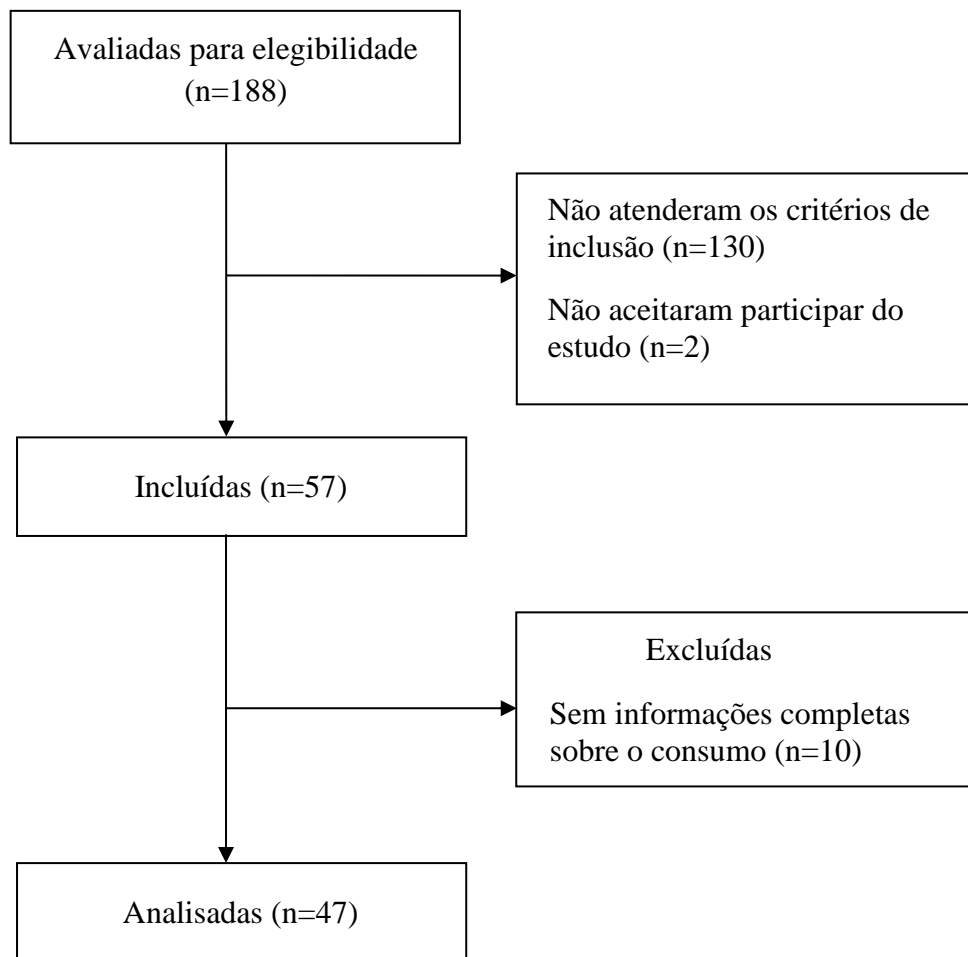 Avaliadas para elegibilidade
(n=188)
Não atenderam os critérios de
inclusão (n=130)
Não aceitaram participar do
estudo (n=2)
Incluídas (n=57)
Excluídas
Sem informações completas
sobre o consumo (n=10)
Analisadas (n=47)